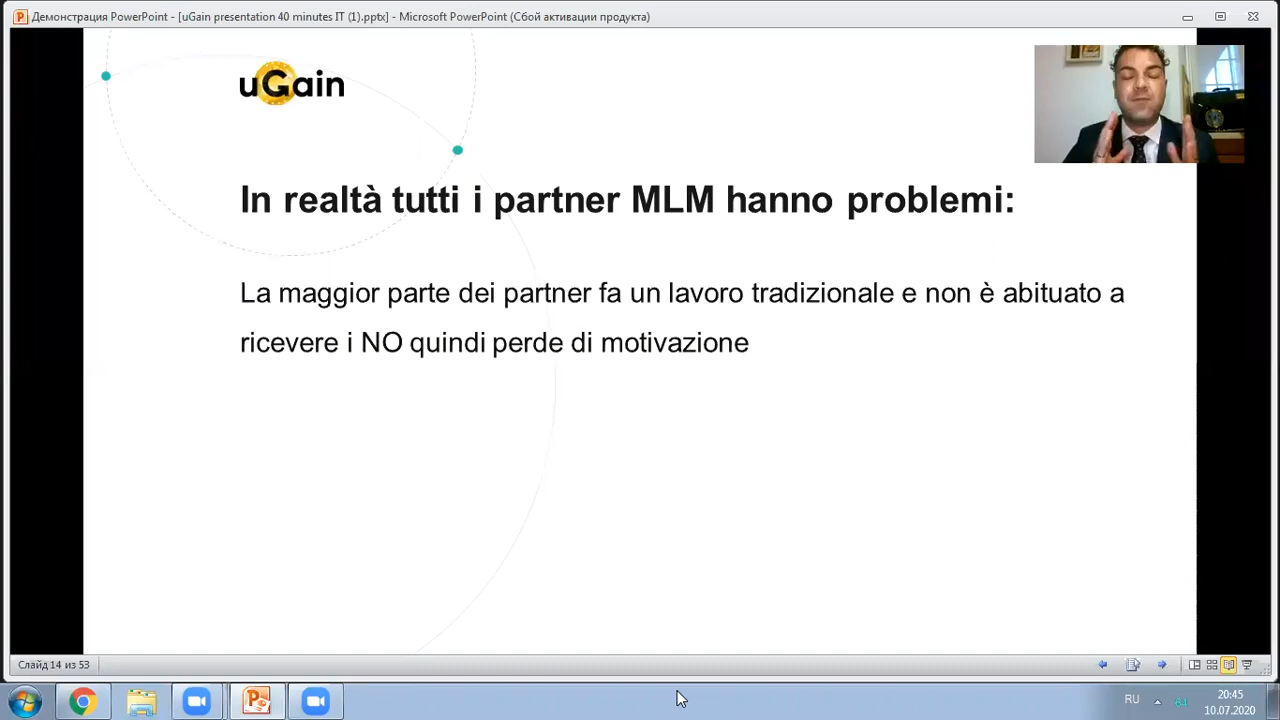 Демонстрация PowerPoint - [uGain presentation 40 minutes IT (1).pptx] - Microsoft PowerPoint (Сбой активации продукта)
uGain
In realtà tutti i partner MLM hanno problemi:
La maggior parte dei partner fa un lavoro tradizionale e non è abituato a
ricevere i NO quindi perde di motivazione
Слайд 14 из 53
RU
64
20:45
10.07.2020